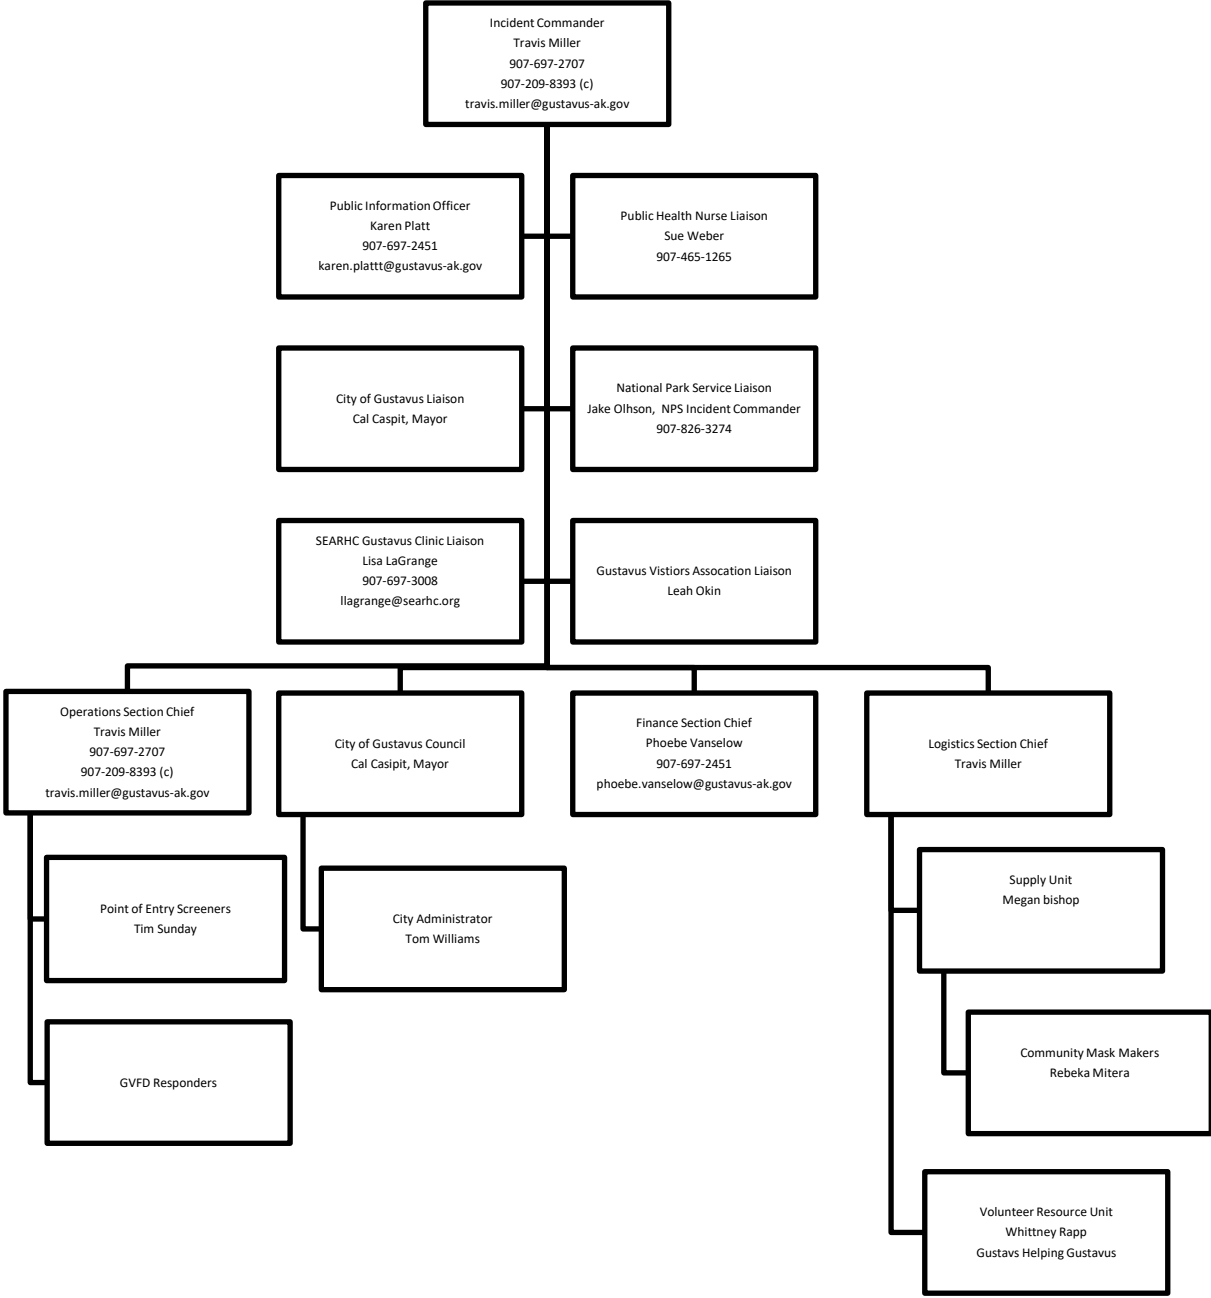 Incident Commander
Travis Miller
907-697-2707
907-209-8393 (c)
travis.miller@gustavus-ak.gov
Public Information Officer
Karen Platt
907-697-2451
karen.plattt@gustavus-ak.gov
Public Health Nurse Liaison
Sue Weber
907-465-1265
City of Gustavus Liaison
Cal Caspit, Mayor
National Park Service Liaison
Jake Olhson,  NPS Incident Commander
907-826-3274
SEARHC Gustavus Clinic Liaison
Lisa LaGrange
907-697-3008
llagrange@searhc.org
Gustavus Vistiors Assocation Liaison
Leah Okin
Operations Section Chief
Travis Miller
907-697-2707
907-209-8393 (c)
travis.miller@gustavus-ak.gov
City of Gustavus Council
Cal Casipit, Mayor
Finance Section Chief
Phoebe Vanselow
907-697-2451
phoebe.vanselow@gustavus-ak.gov
Logistics Section Chief
Travis Miller
Point of Entry Screeners
Tim Sunday
City Administrator
Tom Williams
Supply Unit
Megan bishop
GVFD Responders
Community Mask Makers
Rebeka Mitera
Volunteer Resource Unit
Whittney Rapp
Gustavs Helping Gustavus